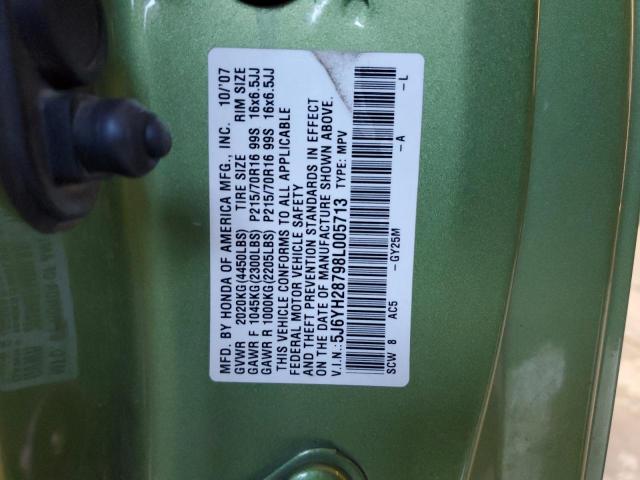 MFD. BY HONDA OF AMERICA MFG., INC. 10/'07
GVWR 2020KG(4450LBS) TIRE SIZE RIM SIZE
GAWR F 1045KG(2300LBS) P215/70R16 99S 16x6.5JJ
GAWR R 1000KG(2205LBS) P215/70R16 99S 16x6.5JJ
THIS VEHICLE CONFORMS TO ALL APPLICABLE
FEDERAL MOTOR VEHICLE SAFETY
AND THEFT PREVENTION STANDARDS IN EFFECT
ON THE DATE OF MANUFACTURE SHOWN ABOVE.
V.I.N.:5J6YH28798L005713 TYPE: MPV
SCW 8 AC5 -GY25M -A -L